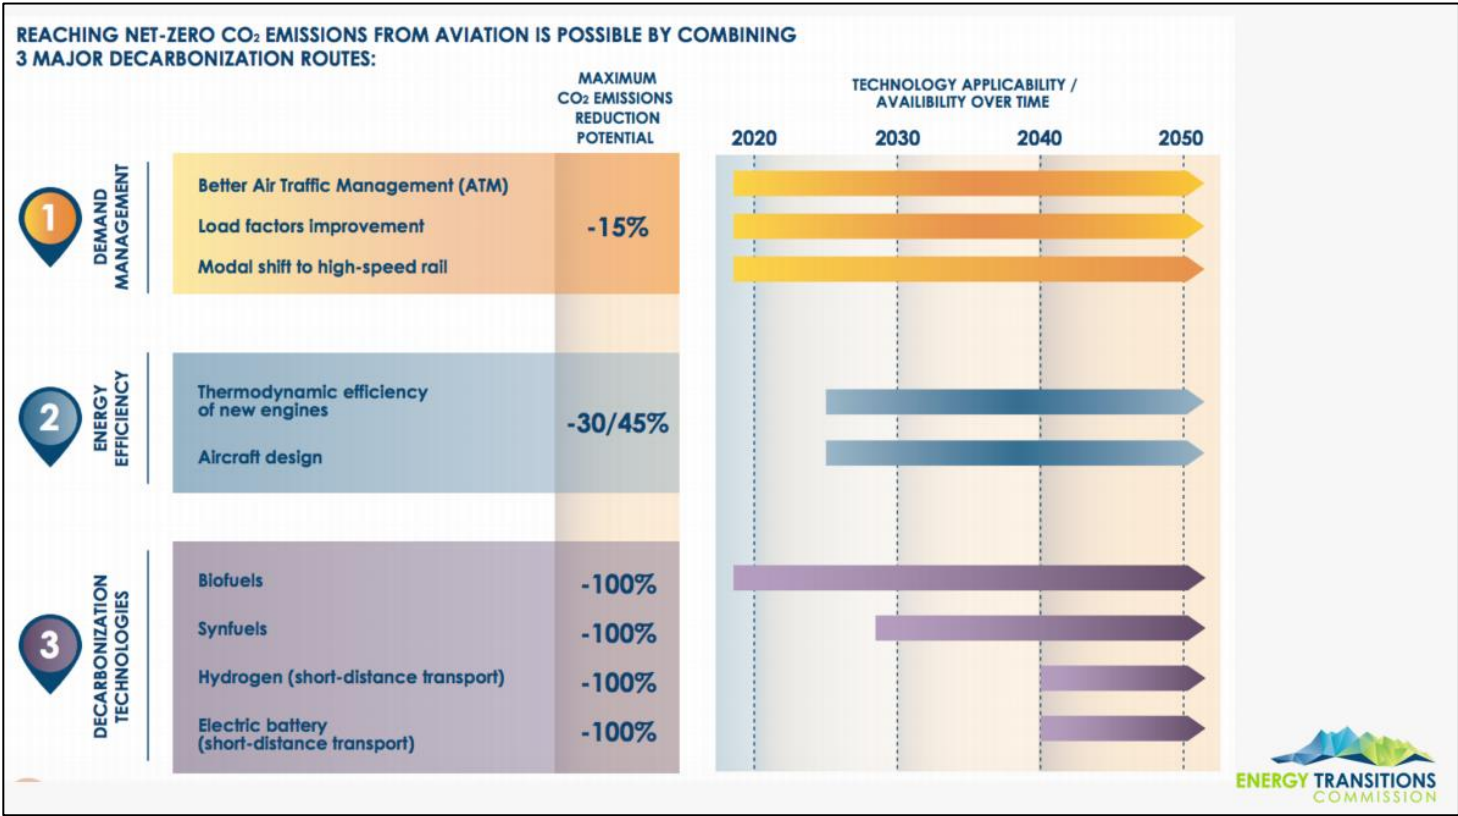 REACHING NET-ZERO CO₂ EMISSIONS FROM AVIATION IS POSSIBLE BY COMBINING
3 MAJOR DECARBONIZATION ROUTES:
MAXIMUM
CO₂ EMISSIONS
REDUCTION
POTENTIAL
TECHNOLOGY APPLICABILITY /
AVAILIBILITY OVER TIME
2020 2030 2040 2050
1
DEMAND
MANAGEMENT
Better Air Traffic Management (ATM)
Load factors improvement
Modal shift to high-speed rail
-15%
2
ENERGY
EFFICIENCY
Thermodynamic efficiency
of new engines
Aircraft design
-30/45%
3
DECARBONIZATION
TECHNOLOGIES
Biofuels -100%
Synfuels -100%
Hydrogen (short-distance transport) -100%
Electric battery
(short-distance transport) -100%
ENERGY TRANSITIONS
COMMISSION